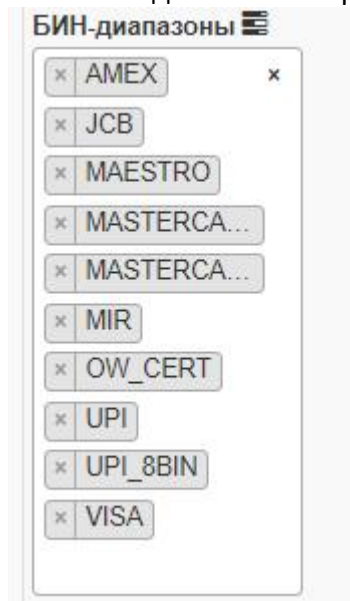 БИН-диапазоны
× AMEX ×
× JCB
× MAESTRO
× MASTERCA...
× MASTERCA...
× MIR
× OW_CERT
× UPI
× UPI_8BIN
× VISA